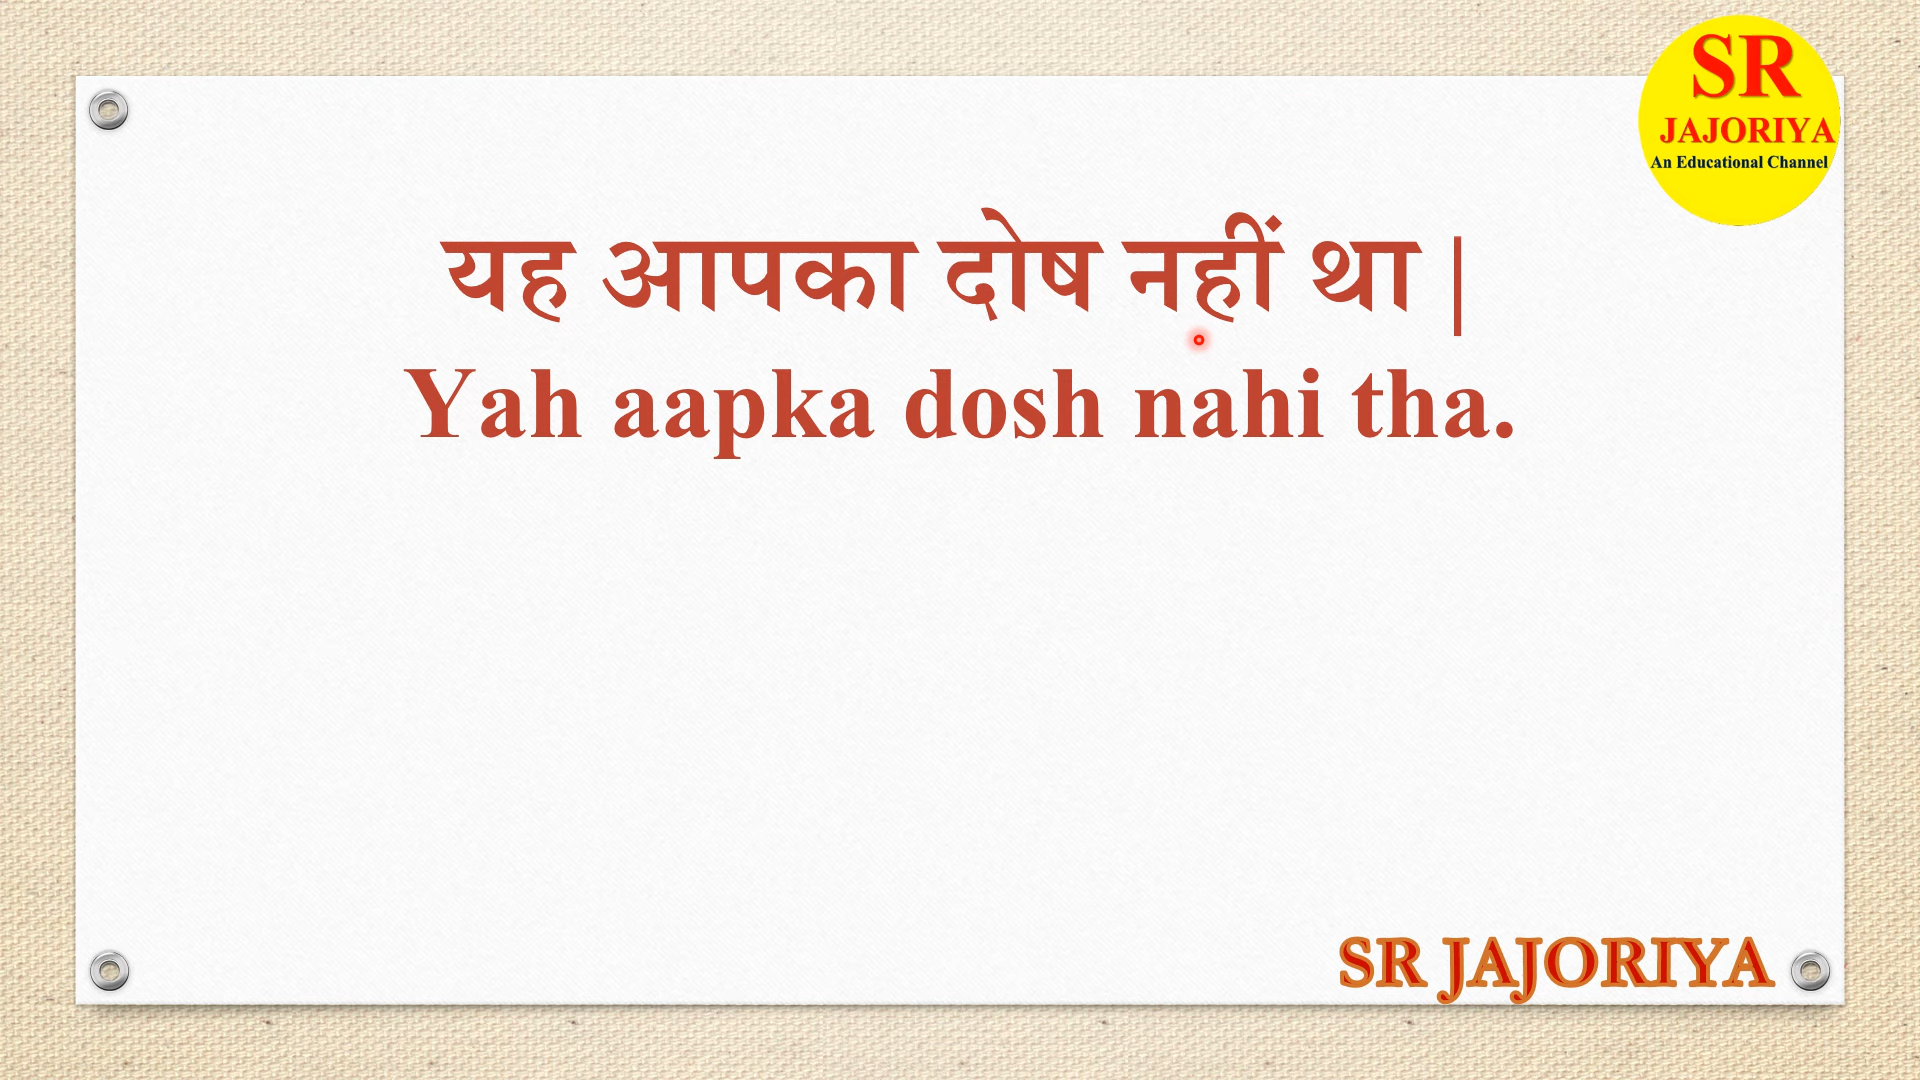 SR
JAJORIYA
An Educational Channel
यह आपका दोष नहीं था |
Yah aapka dosh nahi tha.
SR JAJORIYA